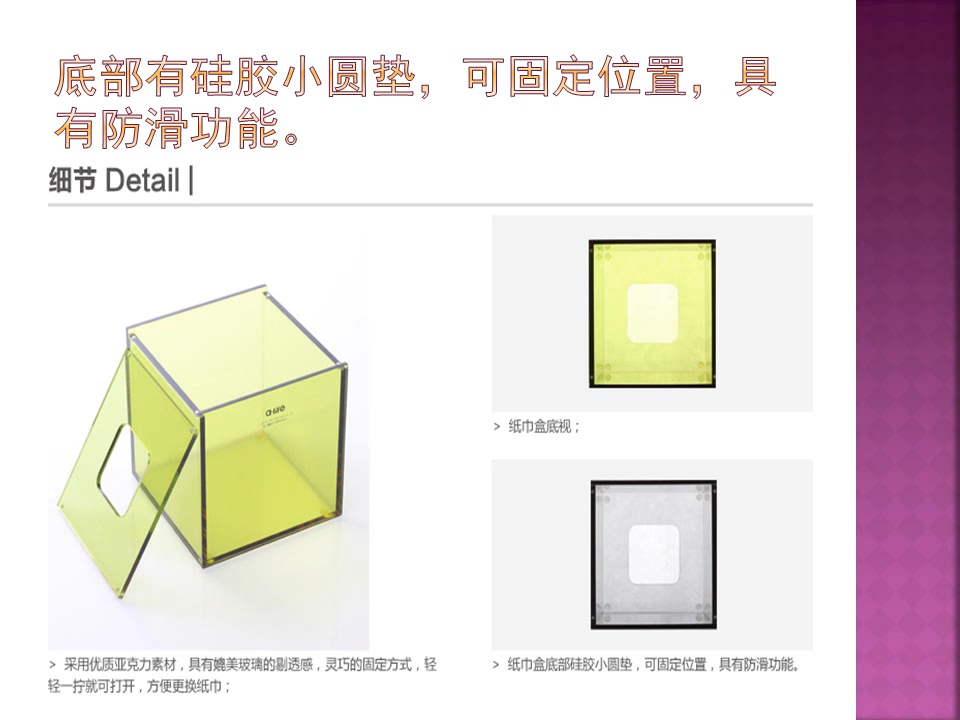 底部有硅胶小圆垫，可固定位置，具
有防滑功能。
细节 Detail |
a·life
> 纸巾盒底视；
> 采用优质亚克力素材，具有媲美玻璃的剔透感，灵巧的固定方式，轻
轻一拧就可打开，方便更换纸巾；
> 纸巾盒底部硅胶小圆垫，可固定位置，具有防滑功能。